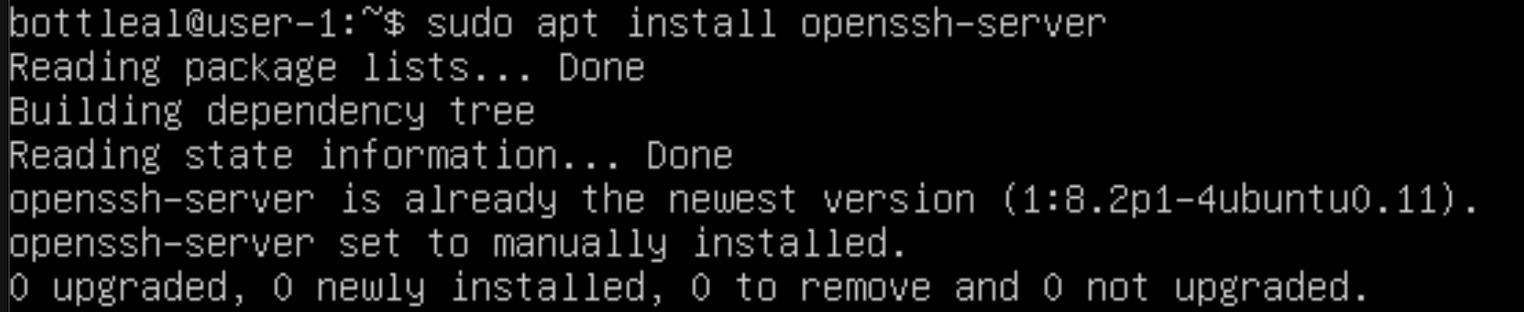 bottleal@user-1:~$ sudo apt install openssh-server
Reading package lists... Done
Building dependency tree
Reading state information... Done
openssh-server is already the newest version (1:8.2p1-4ubuntu0.11).
openssh-server set to manually installed.
0 upgraded, 0 newly installed, 0 to remove and 0 not upgraded.